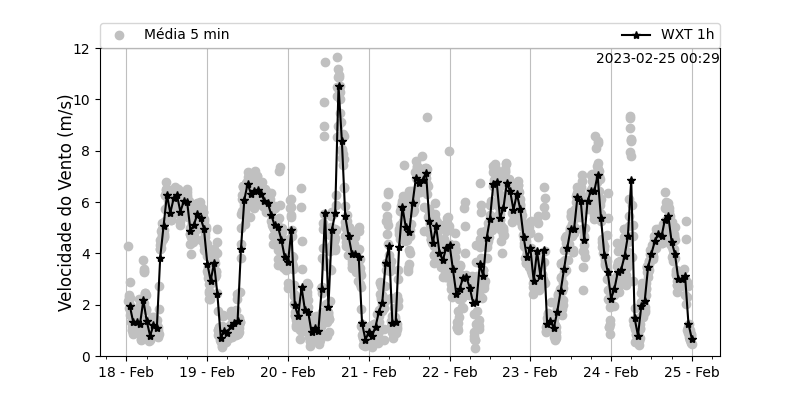 Média 5 min
WXT 1h
2023-02-25 00:29
Velocidade do Vento (m/s)
12
10
8
6
4
2
0
18 - Feb
19 - Feb
20 - Feb
21 - Feb
22 - Feb
23 - Feb
24 - Feb
25 - Feb